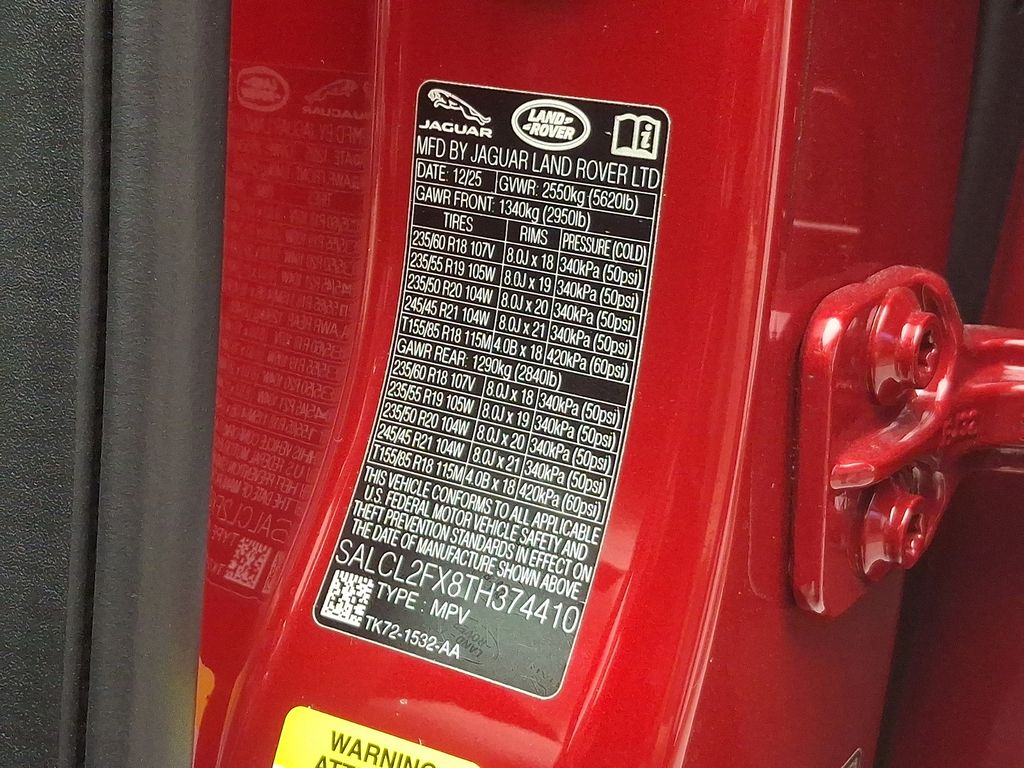 JAGUAR LAND ROVER
MFD BY JAGUAR LAND ROVER LTD
DATE: 12/25 GVWR: 2550kg (5620lb)
GAWR FRONT: 1340kg (2950lb)
TIRES RIMS PRESSURE (COLD)
235/60 R18 107V 8.0J x 18 340kPa (50psi)
235/55 R19 105W 8.0J x 19 340kPa (50psi)
235/50 R20 104W 8.0J x 20 340kPa (50psi)
245/45 R21 104W 8.0J x 21 340kPa (50psi)
T155/85 R18 115M 4.0B x 18 420kPa (60psi)
GAWR REAR: 1290kg (2840lb)
235/60 R18 107V 8.0J x 18 340kPa (50psi)
235/55 R19 105W 8.0J x 19 340kPa (50psi)
235/50 R20 104W 8.0J x 20 340kPa (50psi)
245/45 R21 104W 8.0J x 21 340kPa (50psi)
T155/85 R18 115M 4.0B x 18 420kPa (60psi)
THIS VEHICLE CONFORMS TO ALL APPLICABLE
U.S. FEDERAL MOTOR VEHICLE SAFETY AND
THEFT PREVENTION STANDARDS IN EFFECT ON
THE DATE OF MANUFACTURE SHOWN ABOVE
SALCL2FX8TH374410
TYPE : MPV
TK72-1532-AA
WARNING